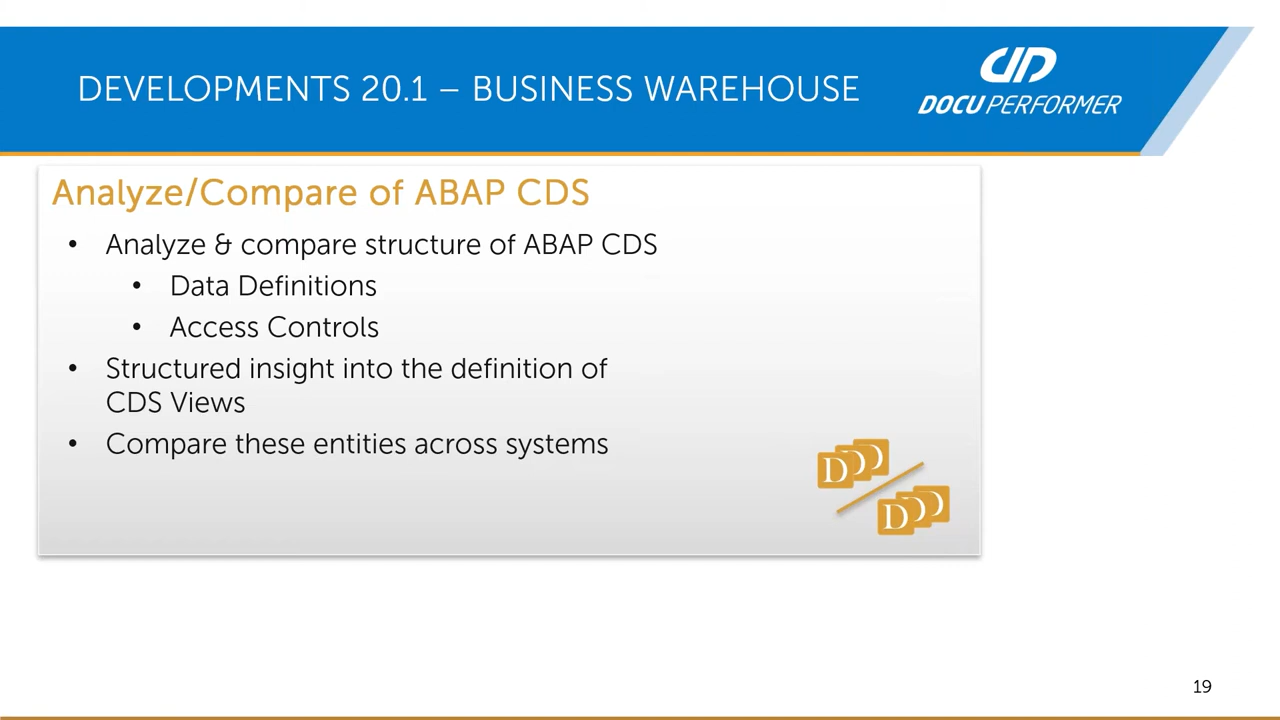 DEVELOPMENTS 20.1 – BUSINESS WAREHOUSE
DOCU PERFORMER
Analyze/Compare of ABAP CDS
• Analyze & compare structure of ABAP CDS
• Data Definitions
• Access Controls
• Structured insight into the definition of
CDS Views
• Compare these entities across systems
D D D
D D D
19